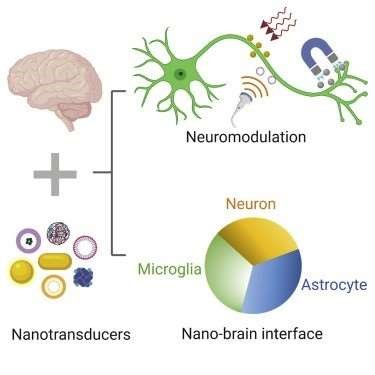 Neuromodulation
Neuron
Microglia
Astrocyte
Nanotransducers
Nano-brain interface